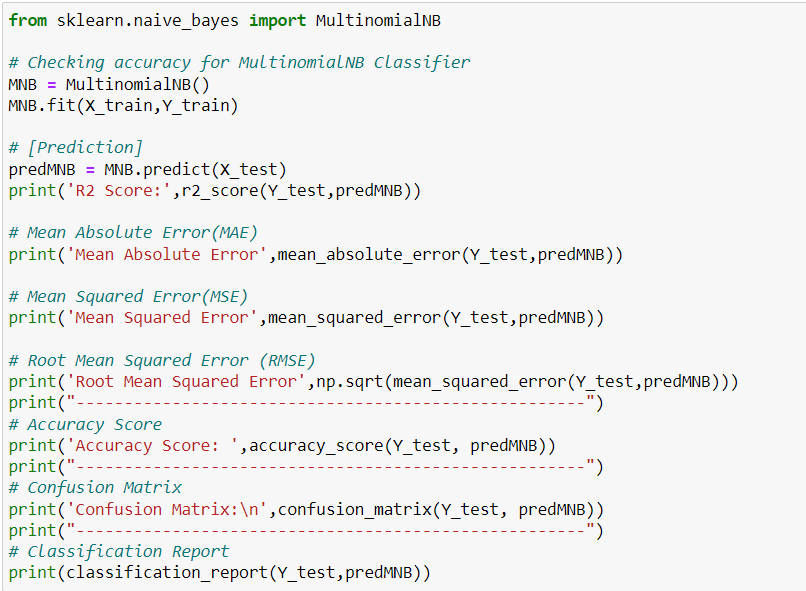 from sklearn.naive_bayes import MultinomialNB
# Checking accuracy for MultinomialNB Classifier
MNB = MultinomialNB()
MNB.fit(X_train,Y_train)
# [Prediction]
predMNB = MNB.predict(X_test)
print('R2 Score:',r2_score(Y_test,predMNB))
# Mean Absolute Error(MAE)
print('Mean Absolute Error',mean_absolute_error(Y_test,predMNB))
# Mean Squared Error(MSE)
print('Mean Squared Error',mean_squared_error(Y_test,predMNB))
# Root Mean Squared Error (RMSE)
print('Root Mean Squared Error',np.sqrt(mean_squared_error(Y_test,predMNB)))
print("-----------------------------------------------------")
# Accuracy Score
print('Accuracy Score: ',accuracy_score(Y_test, predMNB))
print("-----------------------------------------------------")
# Confusion Matrix
print('Confusion Matrix:\n',confusion_matrix(Y_test, predMNB))
print("-----------------------------------------------------")
# Classification Report
print(classification_report(Y_test,predMNB))